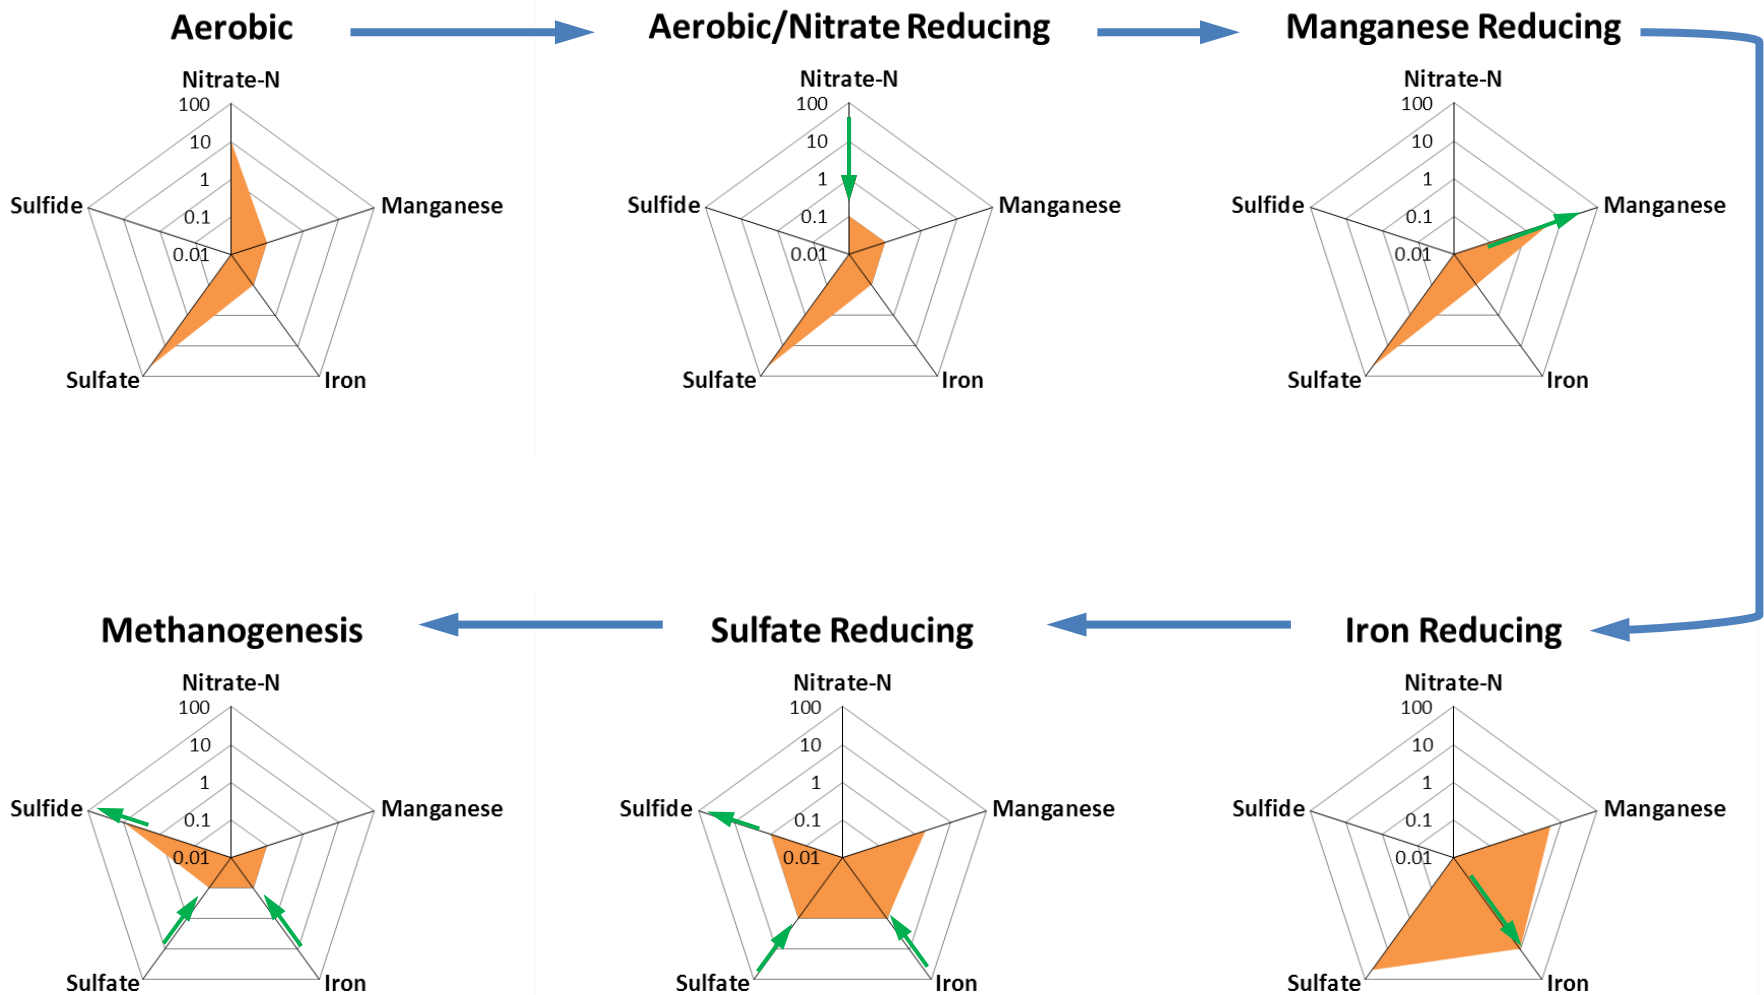 Aerobic
Aerobic/Nitrate Reducing
Manganese Reducing
Nitrate-N
100
10
1
0.1
0.01
Sulfide
Manganese
Sulfate
Iron
Nitrate-N
100
10
1
0.1
0.01
Sulfide
Manganese
Sulfate
Iron
Nitrate-N
100
10
1
0.1
0.01
Sulfide
Manganese
Sulfate
Iron
Methanogenesis
Sulfate Reducing
Iron Reducing
Nitrate-N
100
10
1
0.1
0.01
Sulfide
Manganese
Sulfate
Iron
Nitrate-N
100
10
1
0.1
0.01
Sulfide
Manganese
Sulfate
Iron
Nitrate-N
100
10
1
0.1
0.01
Sulfide
Manganese
Sulfate
Iron